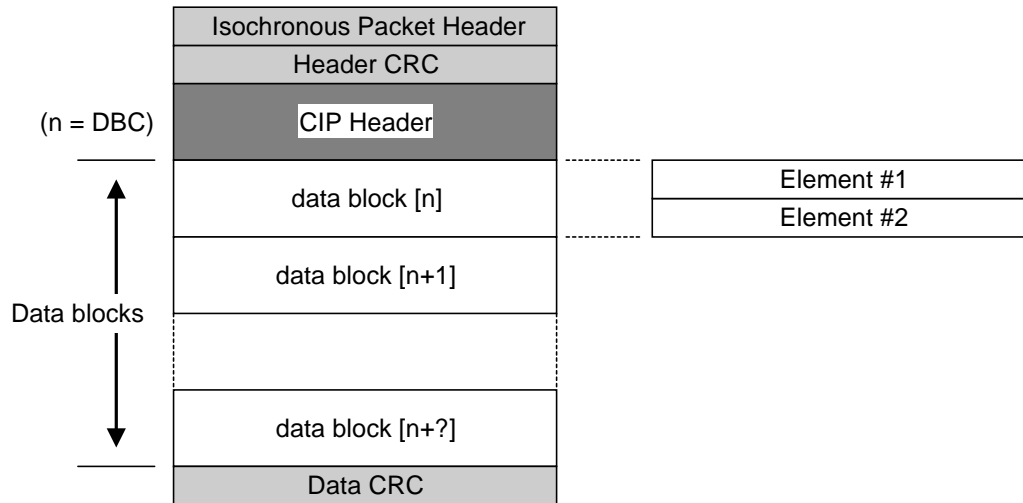 Isochronous Packet Header
Header CRC
(n = DBC)
CIP Header
data block [n]
Element #1
Element #2
data block [n+1]
Data blocks
data block [n+?]
Data CRC